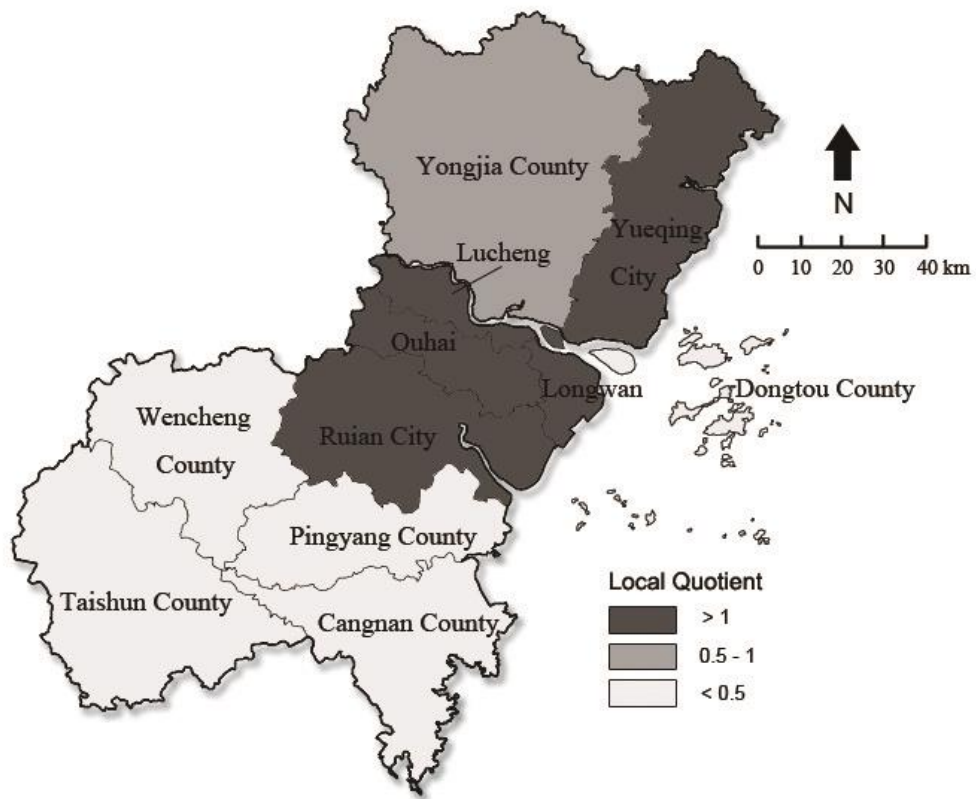 Yongjia County
Yueqing
City
N
0 10 20 30 40 km
Lucheng
Ouhai
Longwan
Dongtou County
Wencheng
County
Ruian City
Pingyang County
Taishun County
Cangnan County
Local Quotient
> 1
0.5 - 1
< 0.5